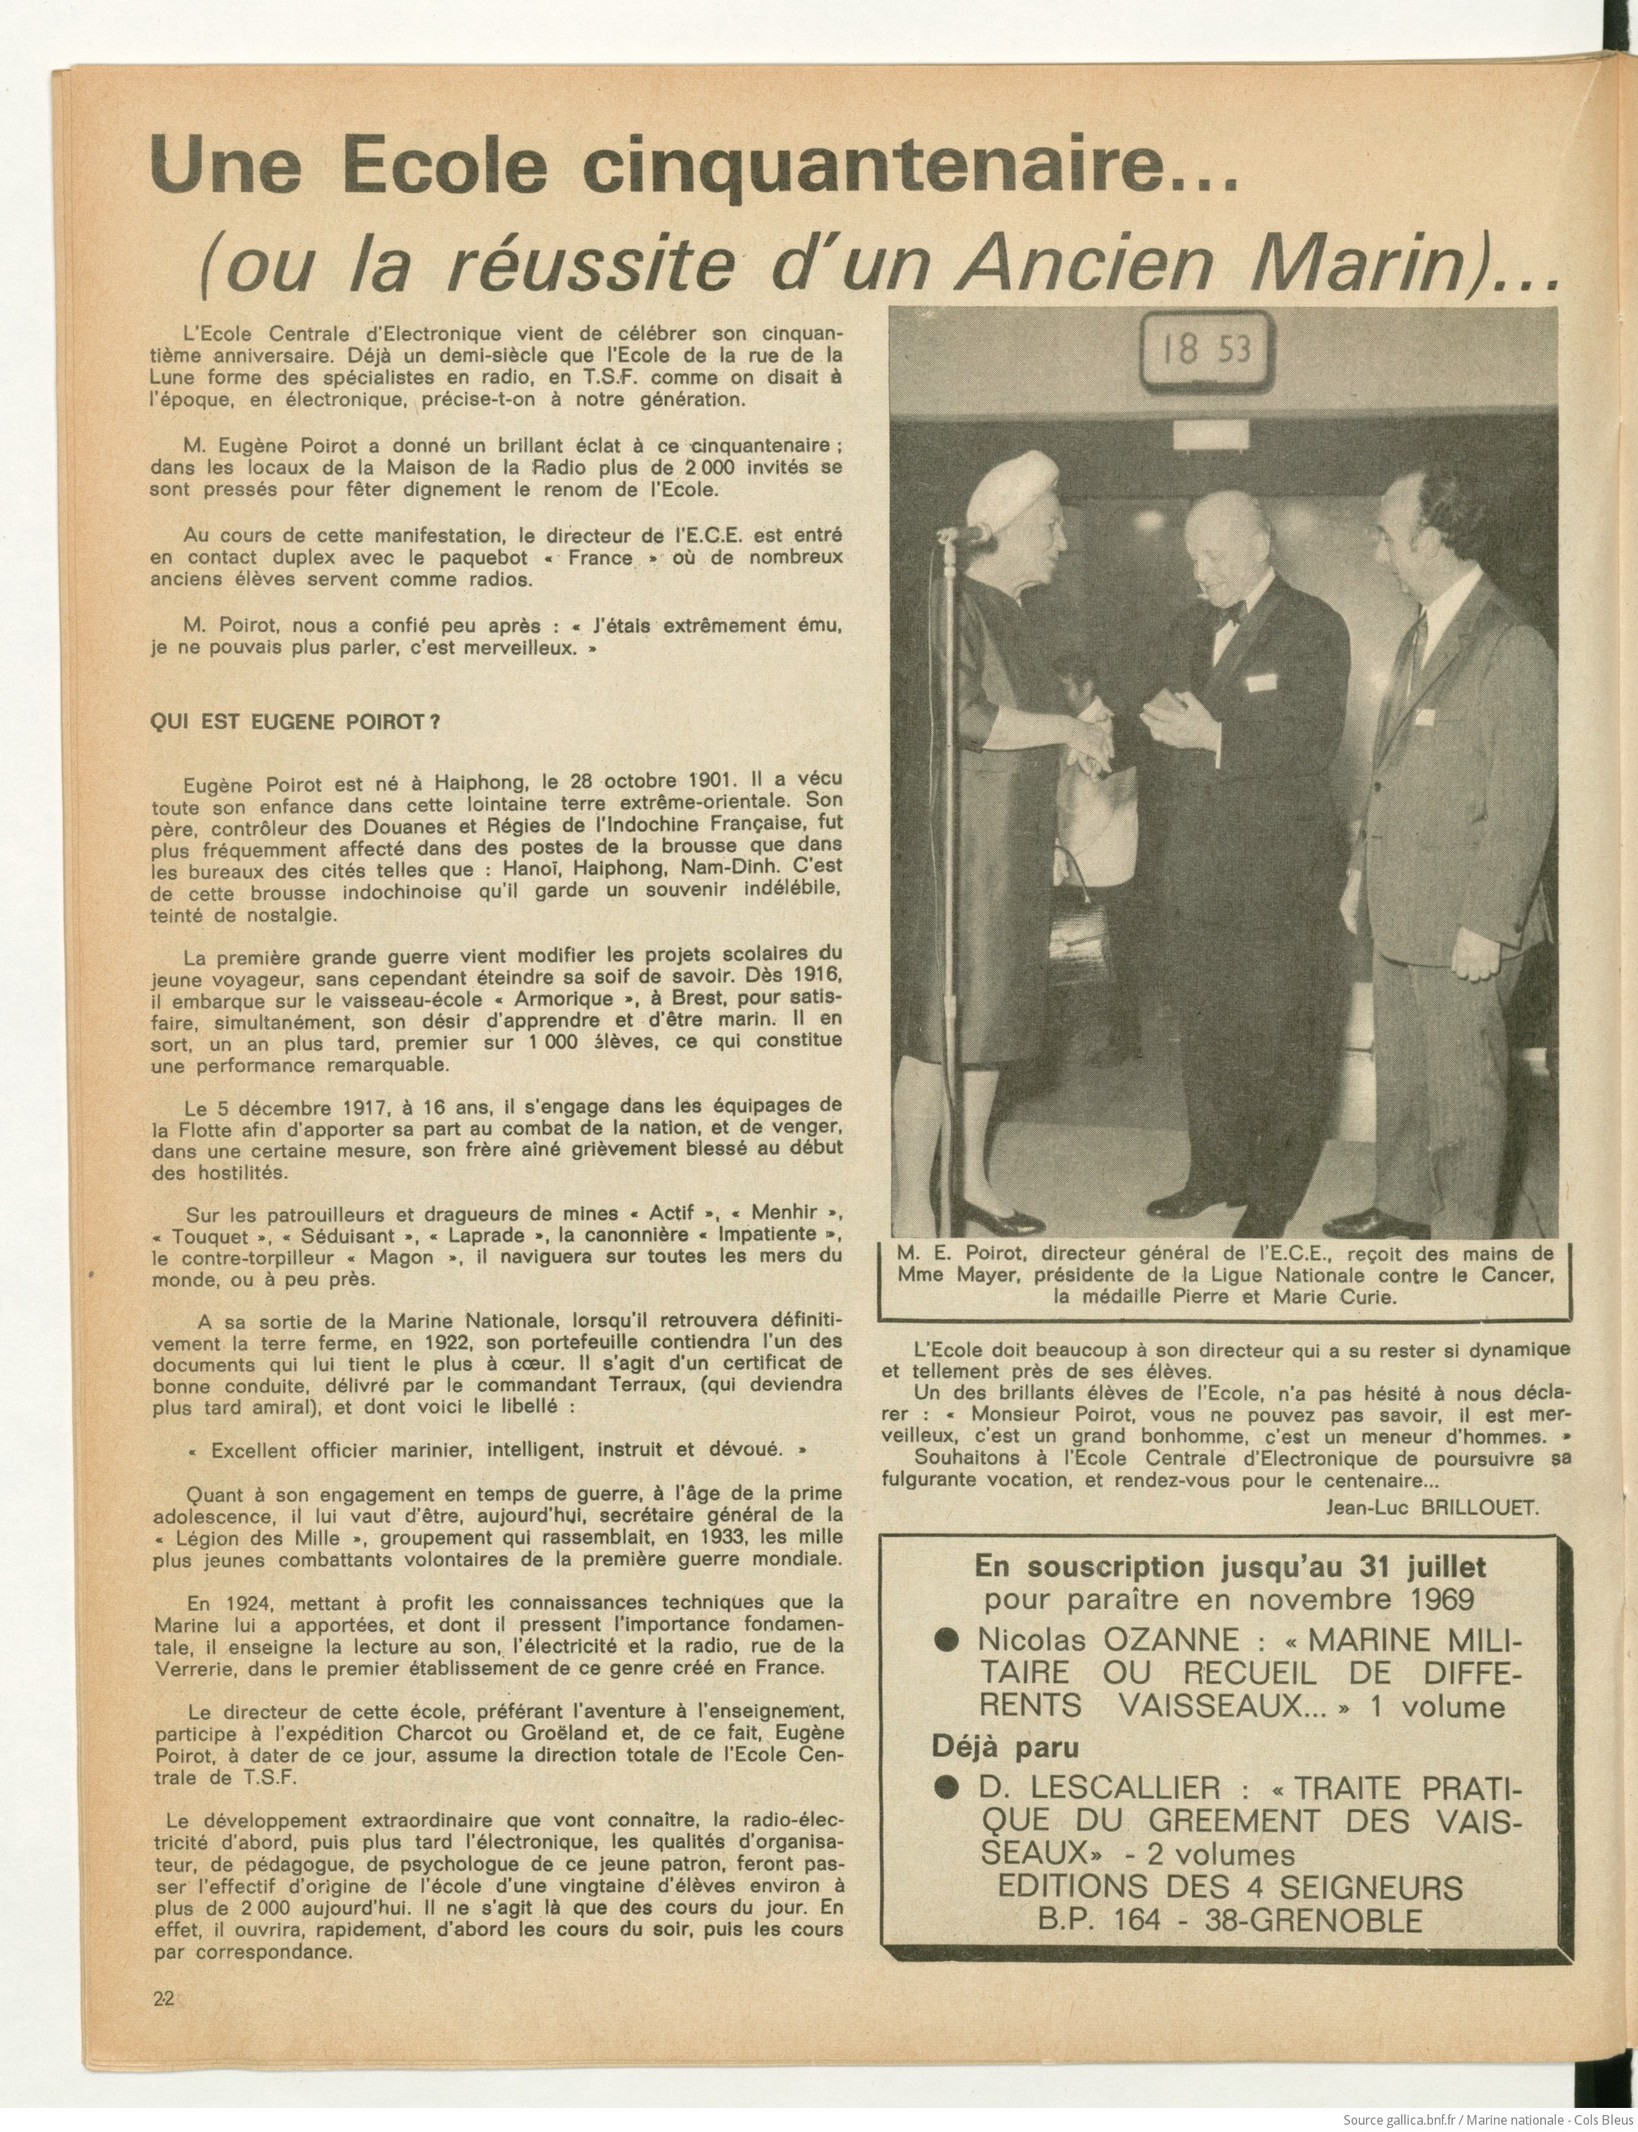 Une Ecole cinquantenaire...
(ou la réussite d'un Ancien Marin)...
L'Ecole Centrale d'Electronique vient de célébrer son cinquan-
tième anniversaire. Déjà un demi-siècle que l'Ecole de la rue de la
Lune forme des spécialistes en radio, en T.S.F. comme on disait à
l'époque, en électronique, précise-t-on à notre génération.
M. Eugène Poirot a donné un brillant éclat à ce cinquantenaire ;
dans les locaux de la Maison de la Radio plus de 2 000 invités se
sont pressés pour fêter dignement le renom de l'Ecole.
Au cours de cette manifestation, le directeur de l'E.C.E. est entré
en contact duplex avec le paquebot « France » où de nombreux
anciens élèves servent comme radios.
M. Poirot, nous a confié peu après : « J'étais extrêmement ému,
je ne pouvais plus parler, c'est merveilleux. »
QUI EST EUGENE POIROT ?
Eugène Poirot est né à Haiphong, le 28 octobre 1901. Il a vécu
toute son enfance dans cette lointaine terre extrême-orientale. Son
père, contrôleur des Douanes et Régies de l'Indochine Française, fut
plus fréquemment affecté dans des postes de la brousse que dans
les bureaux des cités telles que : Hanoï, Haiphong, Nam-Dinh. C'est
de cette brousse indochinoise qu'il garde un souvenir indélébile,
teinté de nostalgie.
La première grande guerre vient modifier les projets scolaires du
jeune voyageur, sans cependant éteindre sa soif de savoir. Dès 1916,
il embarque sur le vaisseau-école « Armorique », à Brest, pour satis-
faire, simultanément, son désir d'apprendre et d'être marin. Il en
sort, un an plus tard, premier sur 1 000 élèves, ce qui constitue
une performance remarquable.
Le 5 décembre 1917, à 16 ans, il s'engage dans les équipages de
la Flotte afin d'apporter sa part au combat de la nation, et de venger,
dans une certaine mesure, son frère aîné grièvement blessé au début
des hostilités.
Sur les patrouilleurs et dragueurs de mines « Actif », « Menhir »,
« Touquet », « Séduisant », « Laprade », la canonnière « Impatiente »,
le contre-torpilleur « Magon », il naviguera sur toutes les mers du
monde, ou à peu près.
A sa sortie de la Marine Nationale, lorsqu'il retrouvera définiti-
vement la terre ferme, en 1922, son portefeuille contiendra l'un des
documents qui lui tient le plus à cœur. Il s'agit d'un certificat de
bonne conduite, délivré par le commandant Terraux, (qui deviendra
plus tard amiral), et dont voici le libellé :
« Excellent officier marinier, intelligent, instruit et dévoué. »
Quant à son engagement en temps de guerre, à l'âge de la prime
adolescence, il lui vaut d'être, aujourd'hui, secrétaire général de la
« Légion des Mille », groupement qui rassemblait, en 1933, les mille
plus jeunes combattants volontaires de la première guerre mondiale.
En 1924, mettant à profit les connaissances techniques que la
Marine lui a apportées, et dont il pressent l'importance fondamen-
tale, il enseigne la lecture au son, l'électricité et la radio, rue de la
Verrerie, dans le premier établissement de ce genre créé en France.
Le directeur de cette école, préférant l'aventure à l'enseignement,
participe à l'expédition Charcot ou Groëland et, de ce fait, Eugène
Poirot, à dater de ce jour, assume la direction totale de l'Ecole Cen-
trale de T.S.F.
Le développement extraordinaire que vont connaître, la radio-élec-
tricité d'abord, puis plus tard l'électronique, les qualités d'organisa-
teur, de pédagogue, de psychologue de ce jeune patron, feront pas-
ser l'effectif d'origine de l'école d'une vingtaine d'élèves environ à
plus de 2 000 aujourd'hui. Il ne s'agit là que des cours du jour. En
effet, il ouvrira, rapidement, d'abord les cours du soir, puis les cours
par correspondance.
22
18 53
M. E. Poirot, directeur général de l'E.C.E., reçoit des mains de
Mme Mayer, présidente de la Ligue Nationale contre le Cancer,
la médaille Pierre et Marie Curie.
L'Ecole doit beaucoup à son directeur qui a su rester si dynamique
et tellement près de ses élèves.
Un des brillants élèves de l'Ecole, n'a pas hésité à nous décla-
rer : « Monsieur Poirot, vous ne pouvez pas savoir, il est mer-
veilleux, c'est un grand bonhomme, c'est un meneur d'hommes. »
Souhaitons à l'Ecole Centrale d'Electronique de poursuivre sa
fulgurante vocation, et rendez-vous pour le centenaire...
Jean-Luc BRILLOUET.
En souscription jusqu'au 31 juillet
pour paraître en novembre 1969
● Nicolas OZANNE : « MARINE MILI-
TAIRE OU RECUEIL DE DIFFE-
RENTS VAISSEAUX... » 1 volume
Déjà paru
● D. LESCALLIER : « TRAITE PRATI-
QUE DU GREEMENT DES VAIS-
SEAUX» - 2 volumes
EDITIONS DES 4 SEIGNEURS
B.P. 164 - 38-GRENOBLE
Source gallica.bnf.fr / Marine nationale - Cols Bleus